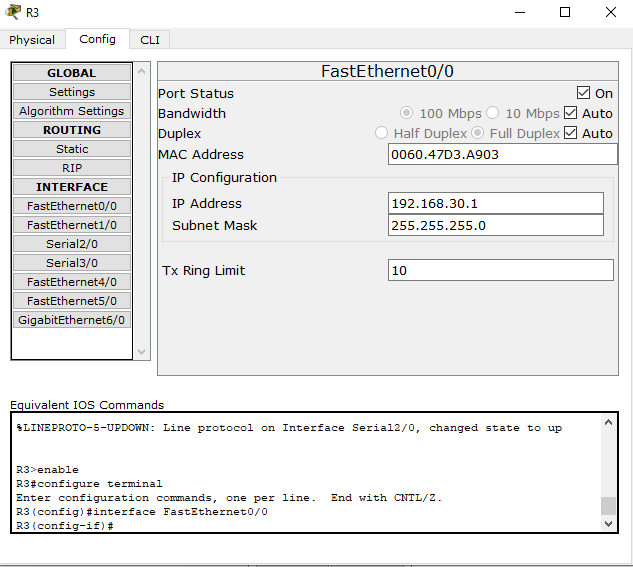 R3
Physical Config CLI
GLOBAL
Settings
Algorithm Settings
ROUTING
Static
RIP
INTERFACE
FastEthernet0/0
FastEthernet1/0
Serial2/0
Serial3/0
FastEthernet4/0
FastEthernet5/0
GigabitEthernet6/0
FastEthernet0/0
Port Status On
Bandwidth 100 Mbps 10 Mbps Auto
Duplex Half Duplex Full Duplex Auto
MAC Address 0060.47D3.A903
IP Configuration
IP Address 192.168.30.1
Subnet Mask 255.255.255.0
Tx Ring Limit 10
Equivalent IOS Commands
%LINEPROTO-5-UPDOWN: Line protocol on Interface Serial2/0, changed state to up
R3>enable
R3#configure terminal
Enter configuration commands, one per line. End with CNTL/Z.
R3(config)#interface FastEthernet0/0
R3(config-if)#